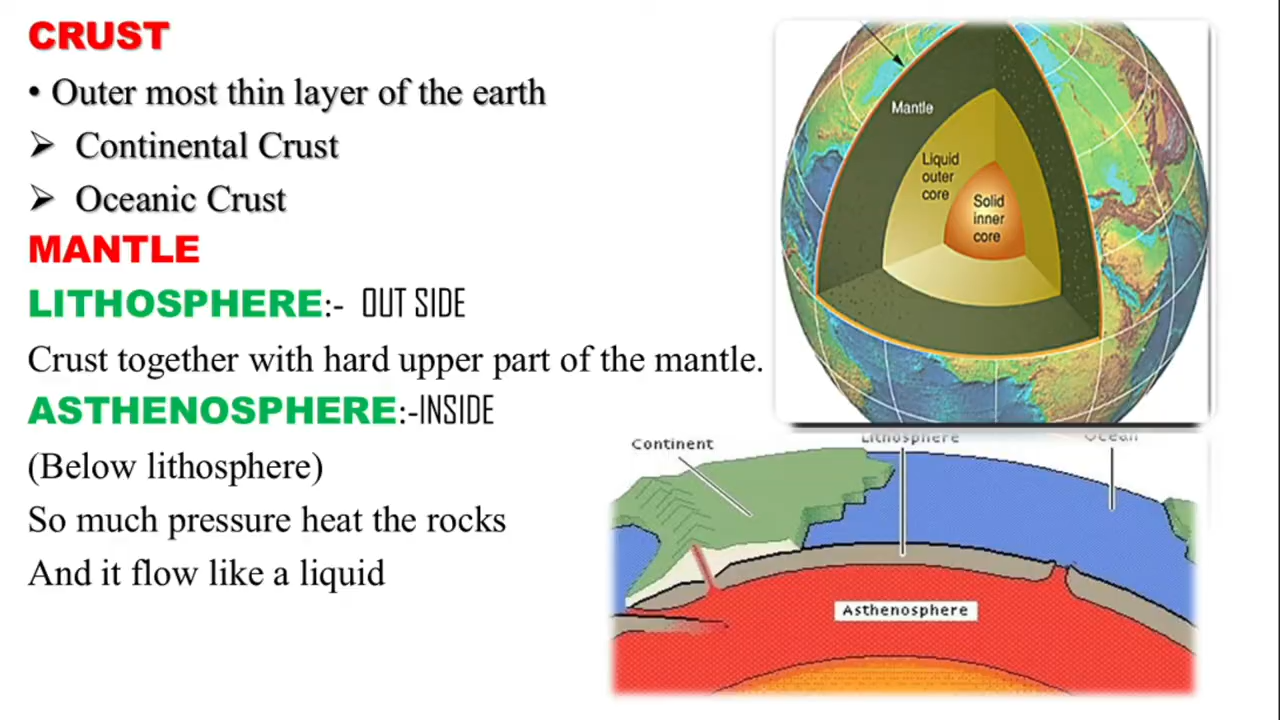 CRUST
• Outer most thin layer of the earth
➢ Continental Crust
➢ Oceanic Crust
MANTLE
LITHOSPHERE:- OUT SIDE
Crust together with hard upper part of the mantle.
ASTHENOSPHERE:-INSIDE
(Below lithosphere)
So much pressure heat the rocks
And it flow like a liquid
Mantle
Liquid
outer
core
Solid
inner
core
Continent
Lithosphere
Ocean
Asthenosphere